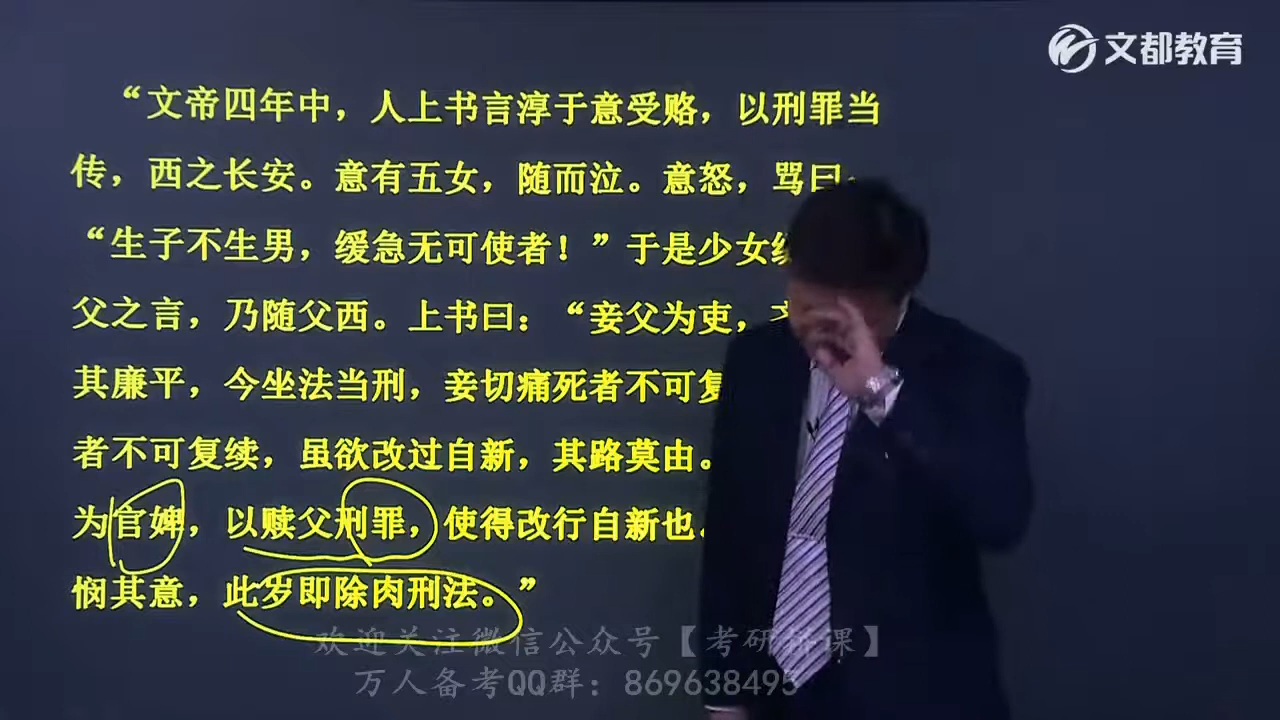 文都教育
“文帝四年中，人上书言淳于意受赂，以刑罪当
传，西之长安。意有五女，随而泣。意怒，骂曰：
“生子不生男，缓急无可使者！”于是少女
父之言，乃随父西。上书曰：“妾父为吏，
其廉平，今坐法当刑，妾切痛死者不可复
者不可复续，虽欲改过自新，其路莫由。
为官婢，以赎父刑罪，使得改行自新也。
悯其意，此岁即除肉刑法。”
欢迎关注微信公众号【考研 课】
万人备考QQ群：869638495